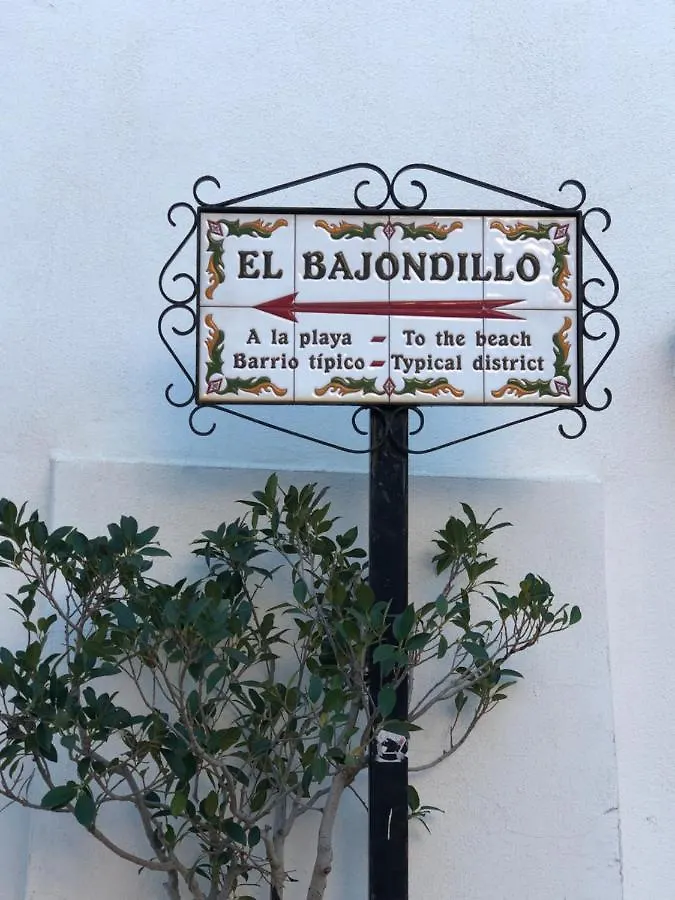 EL BAJONDILLO
A la playa - To the beach
Barrio típico - Typical district